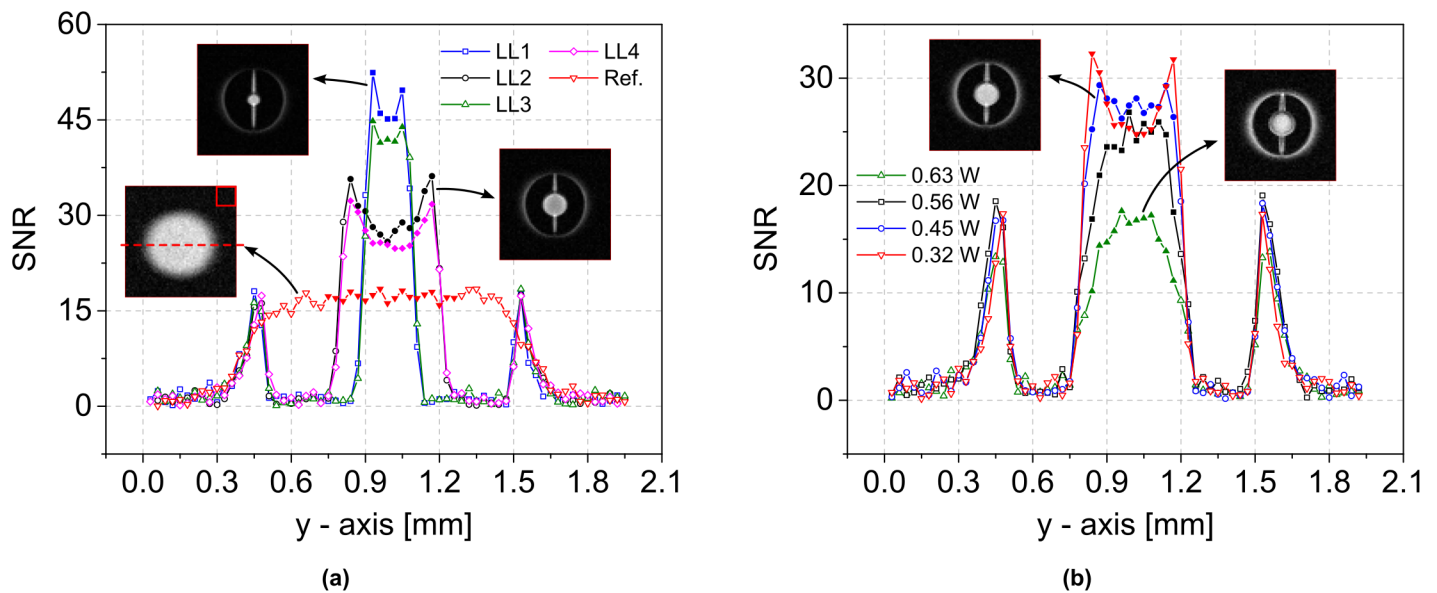 60
45
30
15
0
SNR
LL1
LL2
LL3
LL4
Ref.
0.0 0.3 0.6 0.9 1.2 1.5 1.8 2.1
y - axis [mm]
(a)
30
20
10
0
SNR
0.63 W
0.56 W
0.45 W
0.32 W
0.0 0.3 0.6 0.9 1.2 1.5 1.8 2.1
y - axis [mm]
(b)